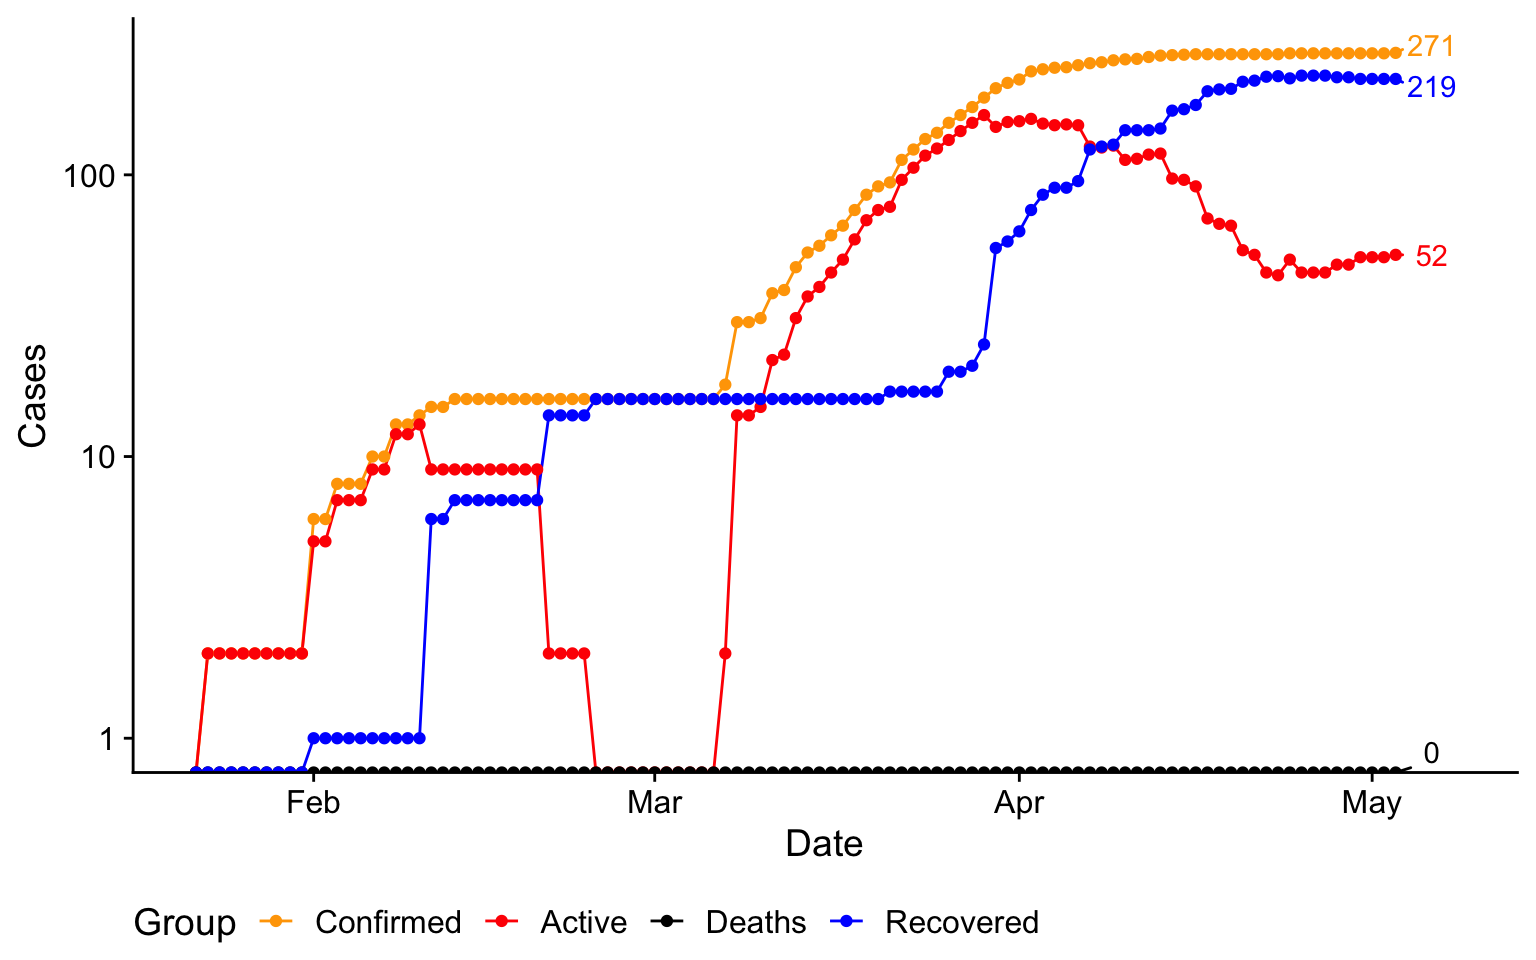 271
219
100
52
Cases
10
1
0
Feb Mar Apr May
Date
Group Confirmed Active Deaths Recovered